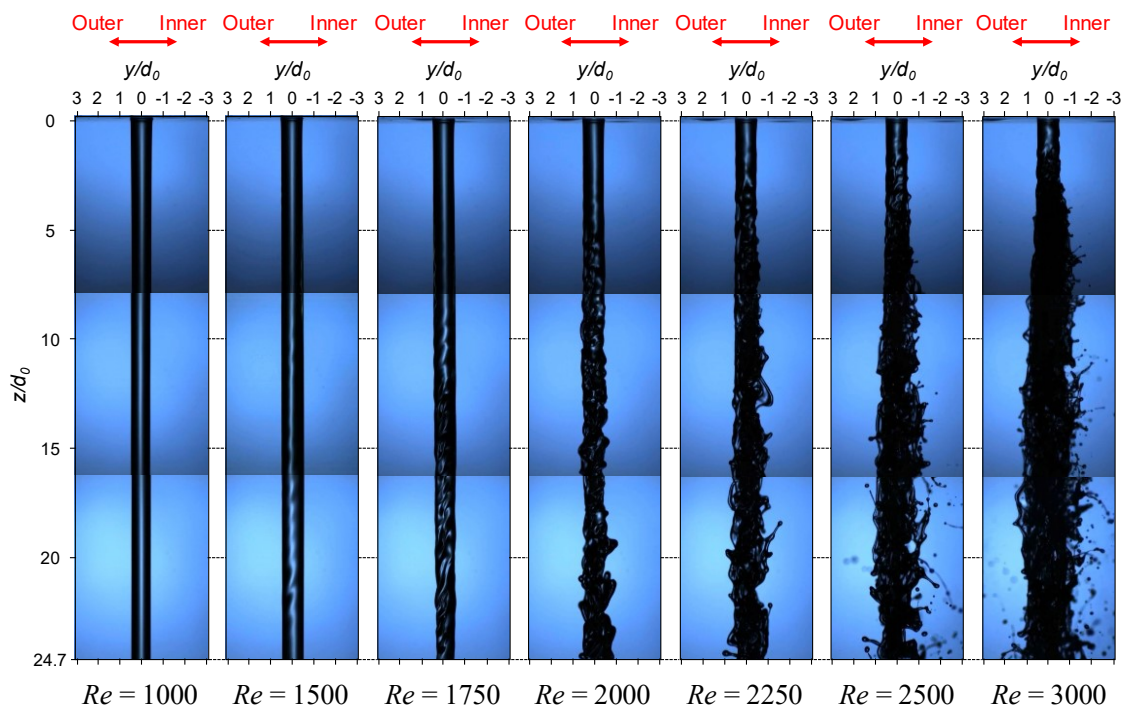 Outer Inner Outer Inner Outer Inner Outer Inner Outer Inner Outer Inner Outer Inner
y/d0 y/d0 y/d0 y/d0 y/d0 y/d0 y/d0
3 2 1 0 -1 -2 -3 3 2 1 0 -1 -2 -3 3 2 1 0 -1 -2 -3 3 2 1 0 -1 -2 -3 3 2 1 0 -1 -2 -3 3 2 1 0 -1 -2 -3 3 2 1 0 -1 -2 -3
0
5
10
z/d0
15
20
24.7
Re = 1000 Re = 1500 Re = 1750 Re = 2000 Re = 2250 Re = 2500 Re = 3000